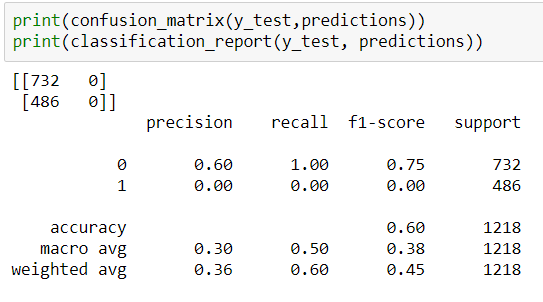 print(confusion_matrix(y_test,predictions))
print(classification_report(y_test, predictions))
[[732   0]
 [486   0]]
              precision    recall  f1-score   support

           0       0.60      1.00      0.75       732
           1       0.00      0.00      0.00       486

    accuracy                           0.60      1218
   macro avg       0.30      0.50      0.38      1218
weighted avg       0.36      0.60      0.45      1218